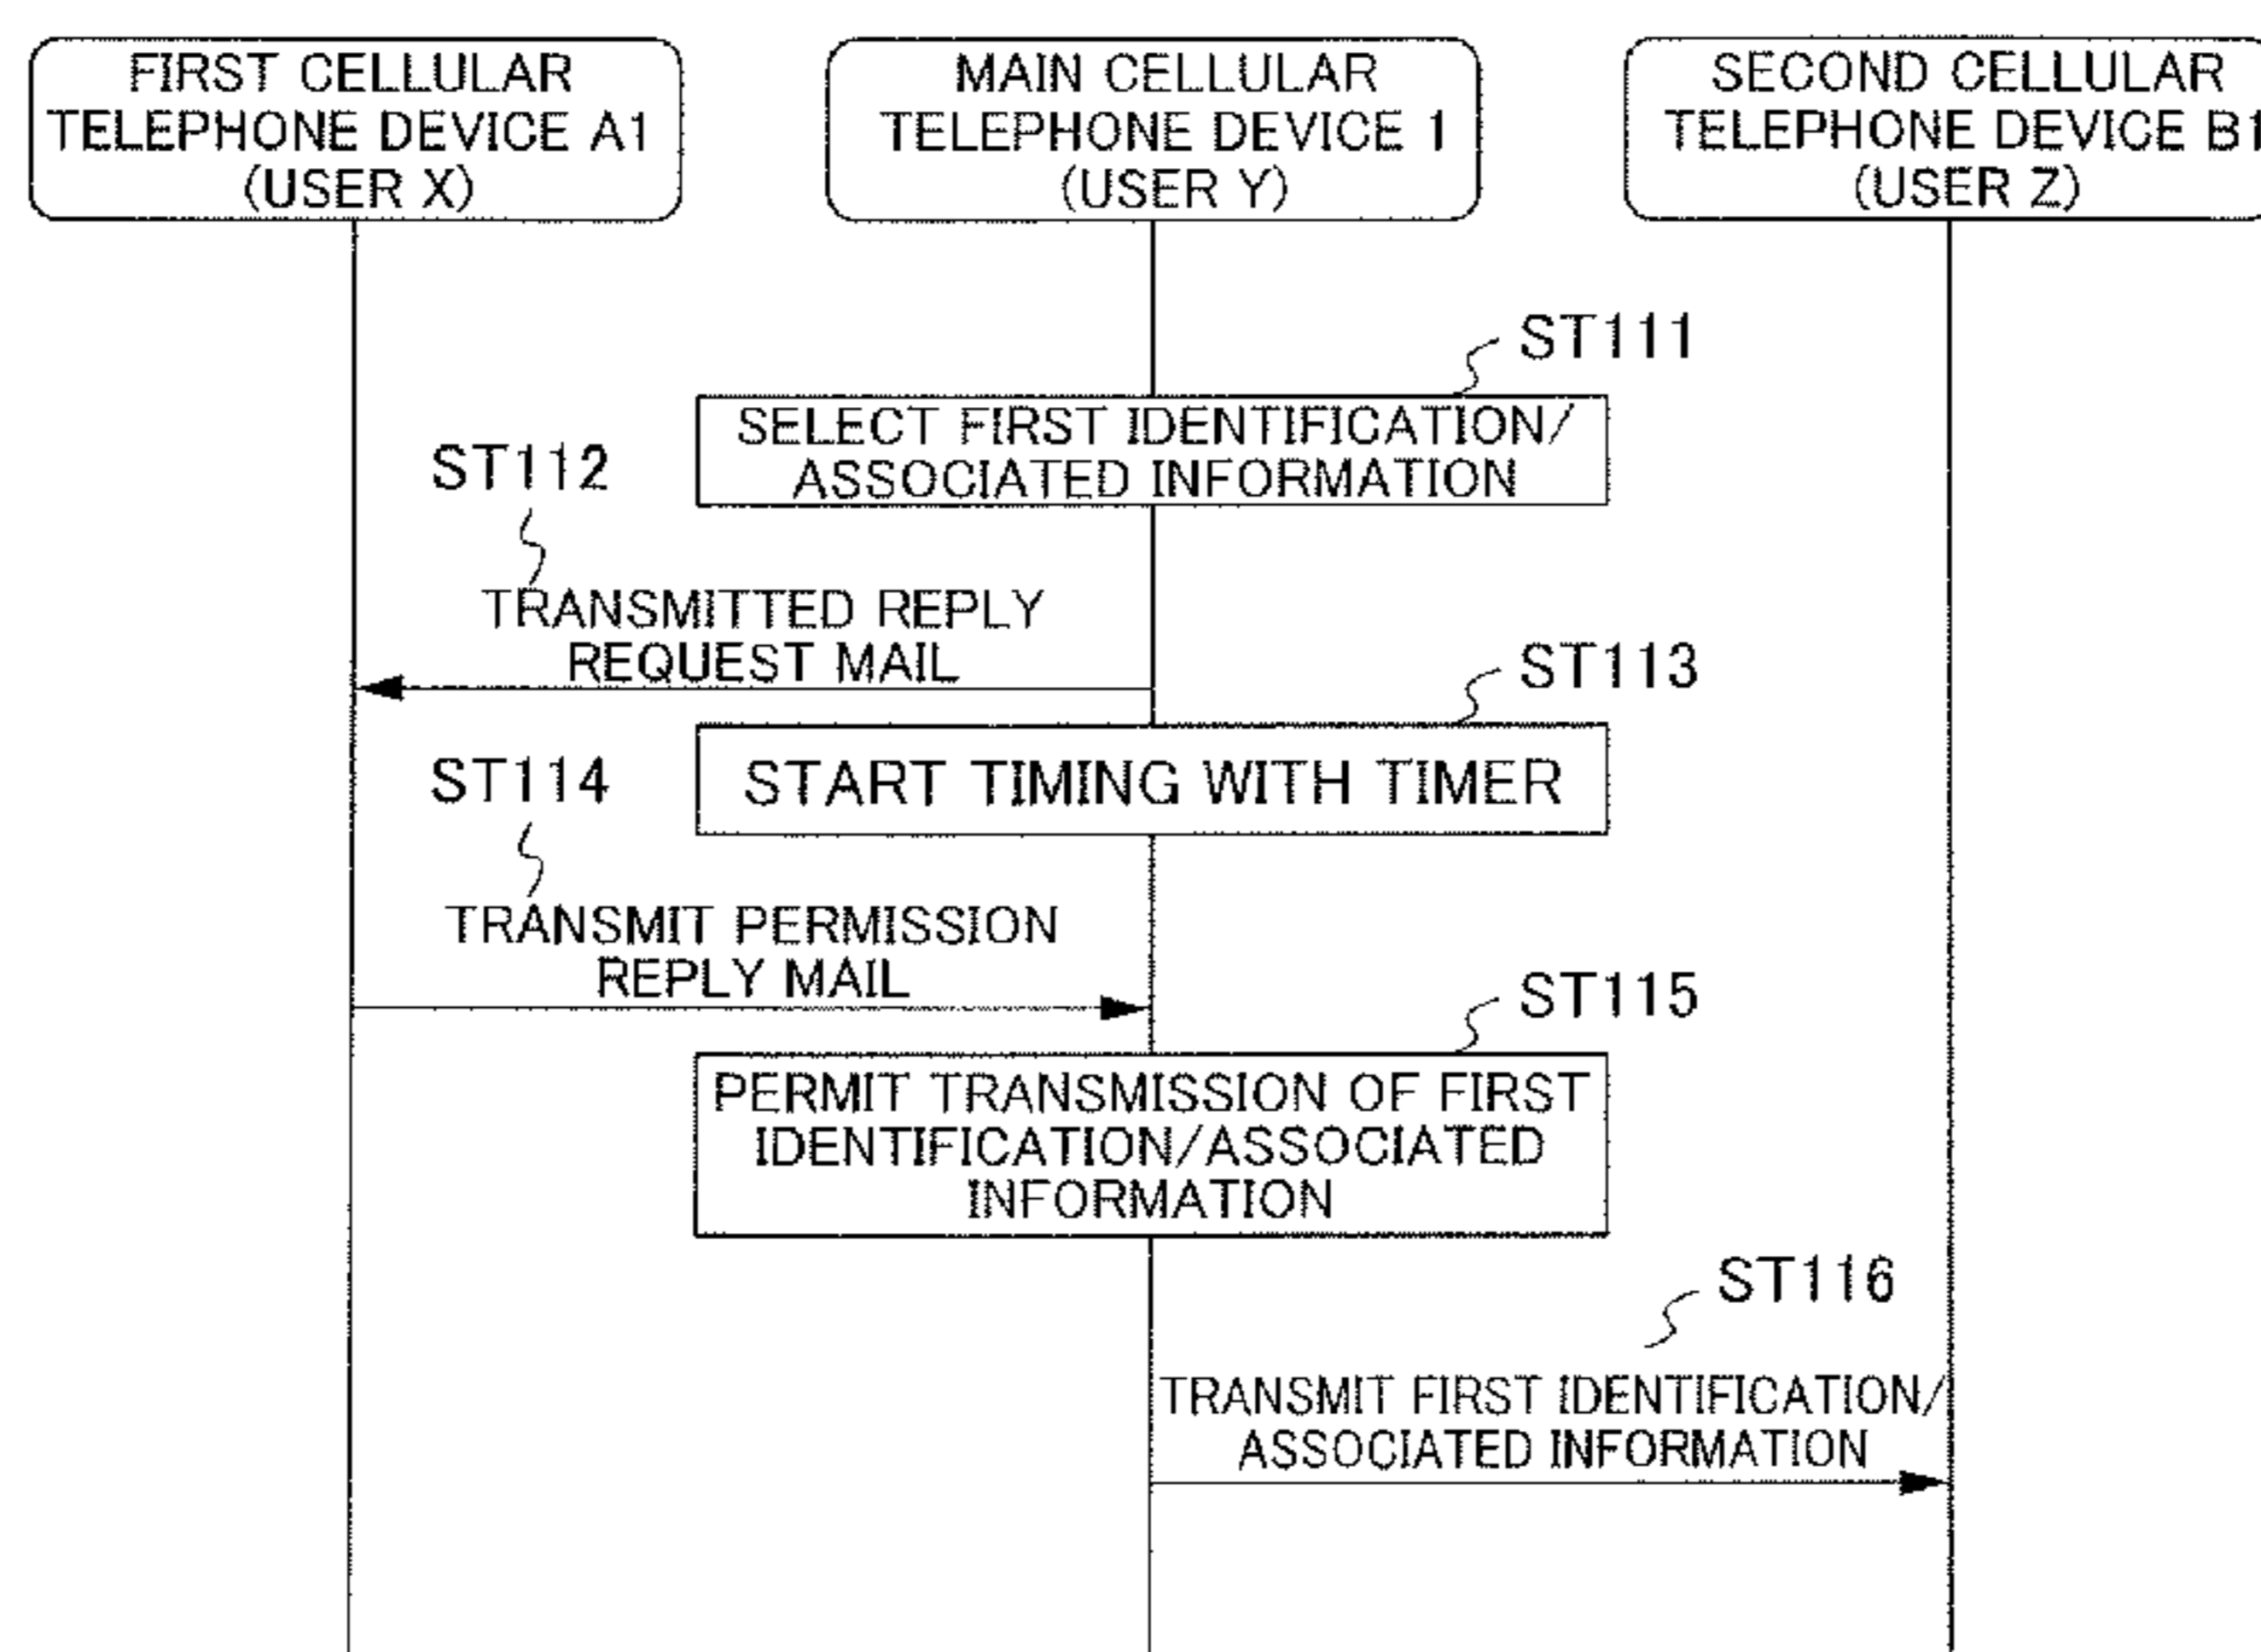 FIRST CELLULAR
TELEPHONE DEVICE A1
(USER X)
MAIN CELLULAR
TELEPHONE DEVICE 1
(USER Y)
SECOND CELLULAR
TELEPHONE DEVICE B1
(USER Z)
ST111
SELECT FIRST IDENTIFICATION/
ASSOCIATED INFORMATION
ST112
TRANSMITTED REPLY
REQUEST MAIL
ST113
START TIMING WITH TIMER
ST114
TRANSMIT PERMISSION
REPLY MAIL
ST115
PERMIT TRANSMISSION OF FIRST
IDENTIFICATION/ASSOCIATED
INFORMATION
ST116
TRANSMIT FIRST IDENTIFICATION/
ASSOCIATED INFORMATION